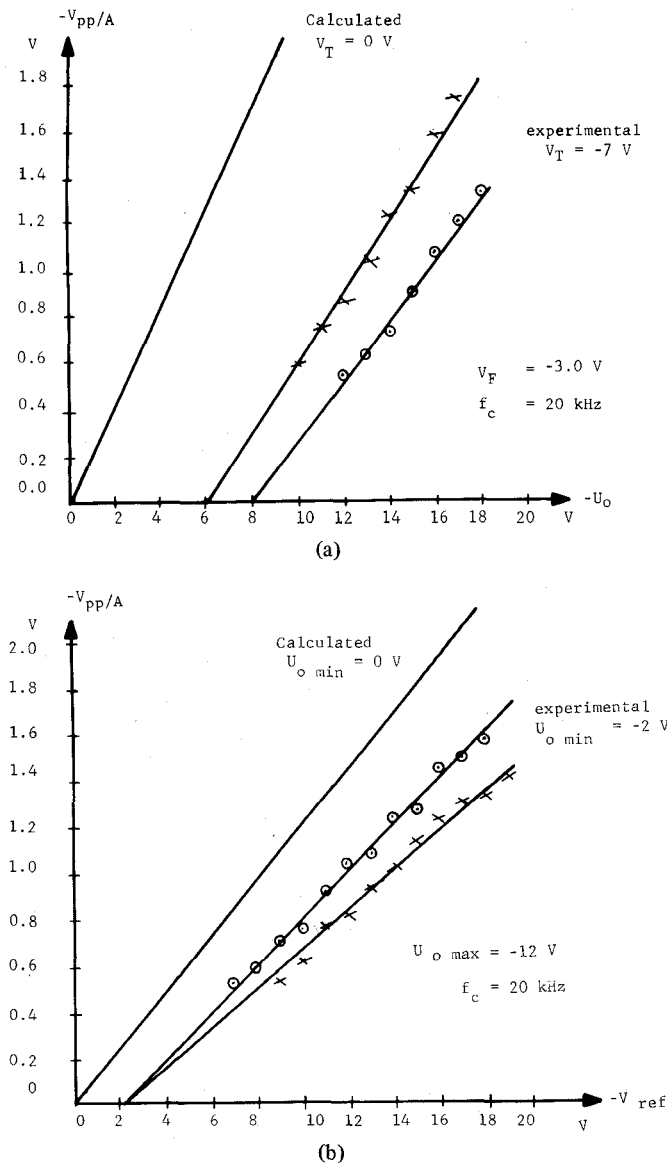 -Vpp/A
V
Calculated
V_T = 0 V
1.8
1.6
experimental
V_T = -7 V
1.4
1.2
1.0
0.8
0.6
V_F = -3.0 V
0.4
f_c = 20 kHz
0.2
0.0
0 2 4 6 8 10 12 14 16 18 20
-U_o
V
(a)
-Vpp/A
V
2.0
Calculated
U_o min = 0 V
1.8
1.6
experimental
U_o min = -2 V
1.4
1.2
1.0
0.8
U_o max = -12 V
0.6
f_c = 20 kHz
0.4
0.2
0
0 2 4 6 8 10 12 14 16 18 20
-V ref
V
(b)